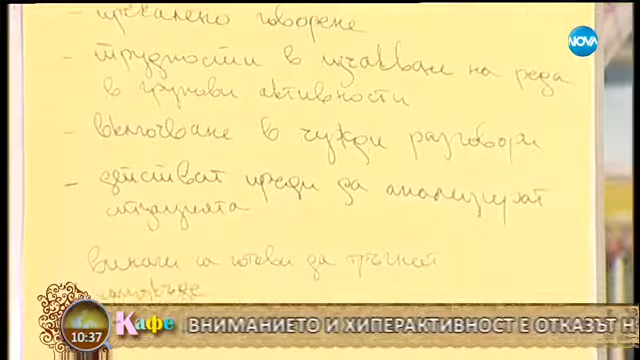 - прекалено говорене
- трудности в изчакване на реда
в групови активности
- включване в чужди разговори
- действат преди да анализират
ситуацията
винаги са готови да тръгнат
нанякъде
NOVA
10:37
Кафе
ВНИМАНИЕТО И ХИПЕРАКТИВНОСТ Е ОТКАЗЪТ Н